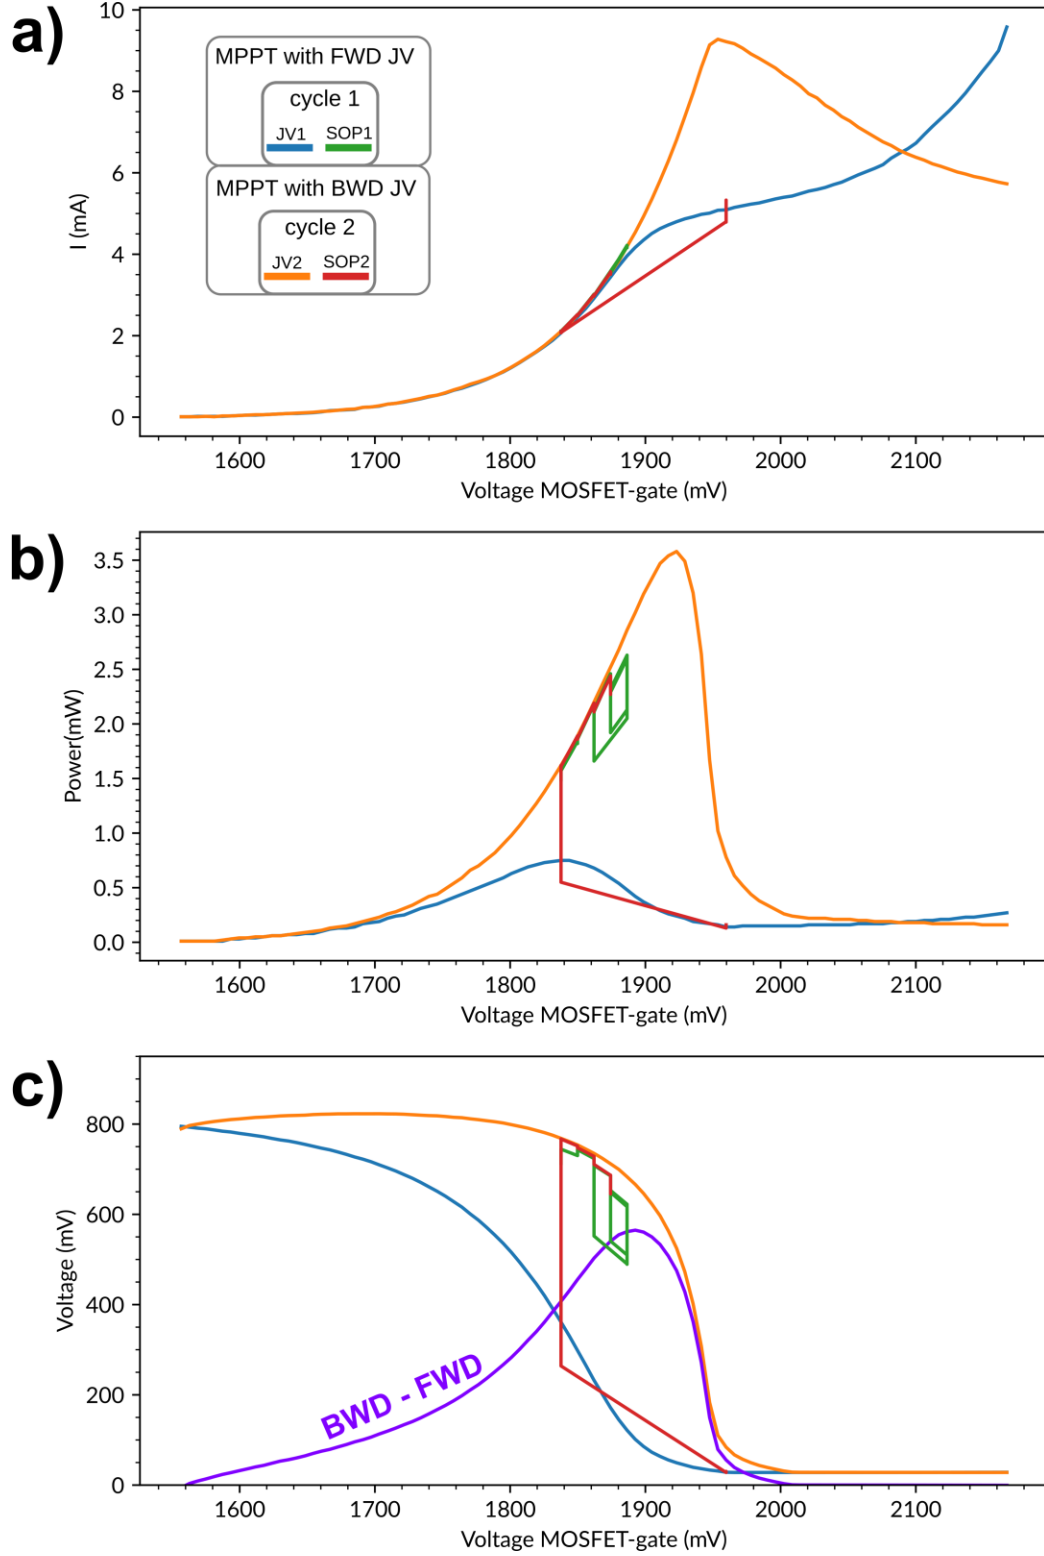 a)
MPPT with FWD JV
cycle 1
JV1 SOP1
MPPT with BWD JV
cycle 2
JV2 SOP2
I (mA)
10
8
6
4
2
0
1600 1700 1800 1900 2000 2100
Voltage MOSFET-gate (mV)
b)
Power(mW)
3.5
3.0
2.5
2.0
1.5
1.0
0.5
0.0
1600 1700 1800 1900 2000 2100
Voltage MOSFET-gate (mV)
c)
Voltage (mV)
800
600
400
200
0
BWD - FWD
1600 1700 1800 1900 2000 2100
Voltage MOSFET-gate (mV)